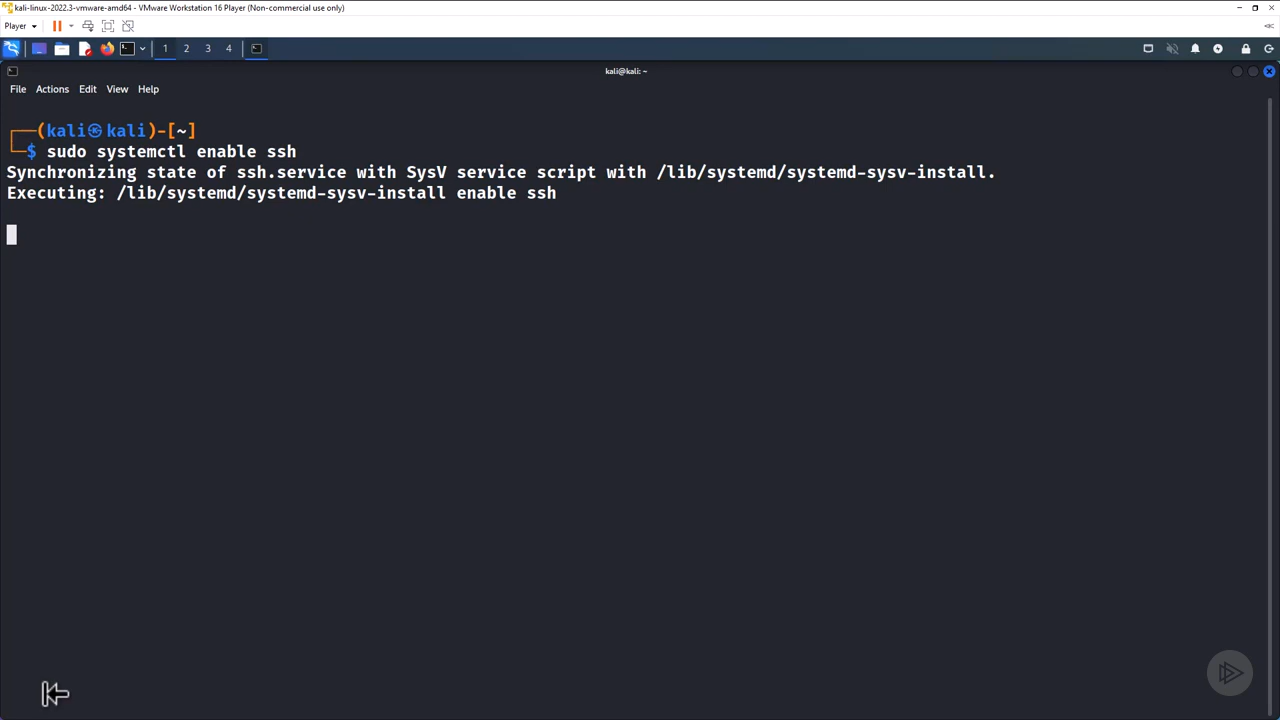 kali-linux-2022.3-vmware-amd64 - VMware Workstation 16 Player (Non-commercial use only)
Player
1 2 3 4
kali@kali: ~
File Actions Edit View Help
┌──(kali㉿kali)-[~]
└─$ sudo systemctl enable ssh
Synchronizing state of ssh.service with SysV service script with /lib/systemd/systemd-sysv-install.
Executing: /lib/systemd/systemd-sysv-install enable ssh